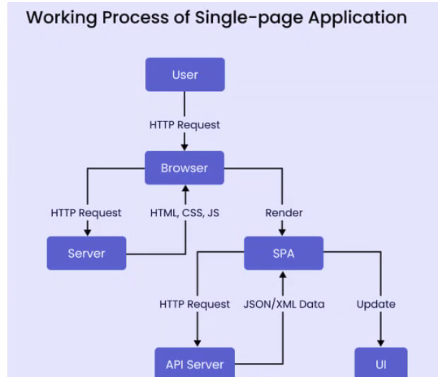 Working Process of Single-page Application
User
HTTP Request
Browser
HTTP Request
HTML, CSS, JS
Render
Server
SPA
HTTP Request
JSON/XML Data
Update
API Server
UI